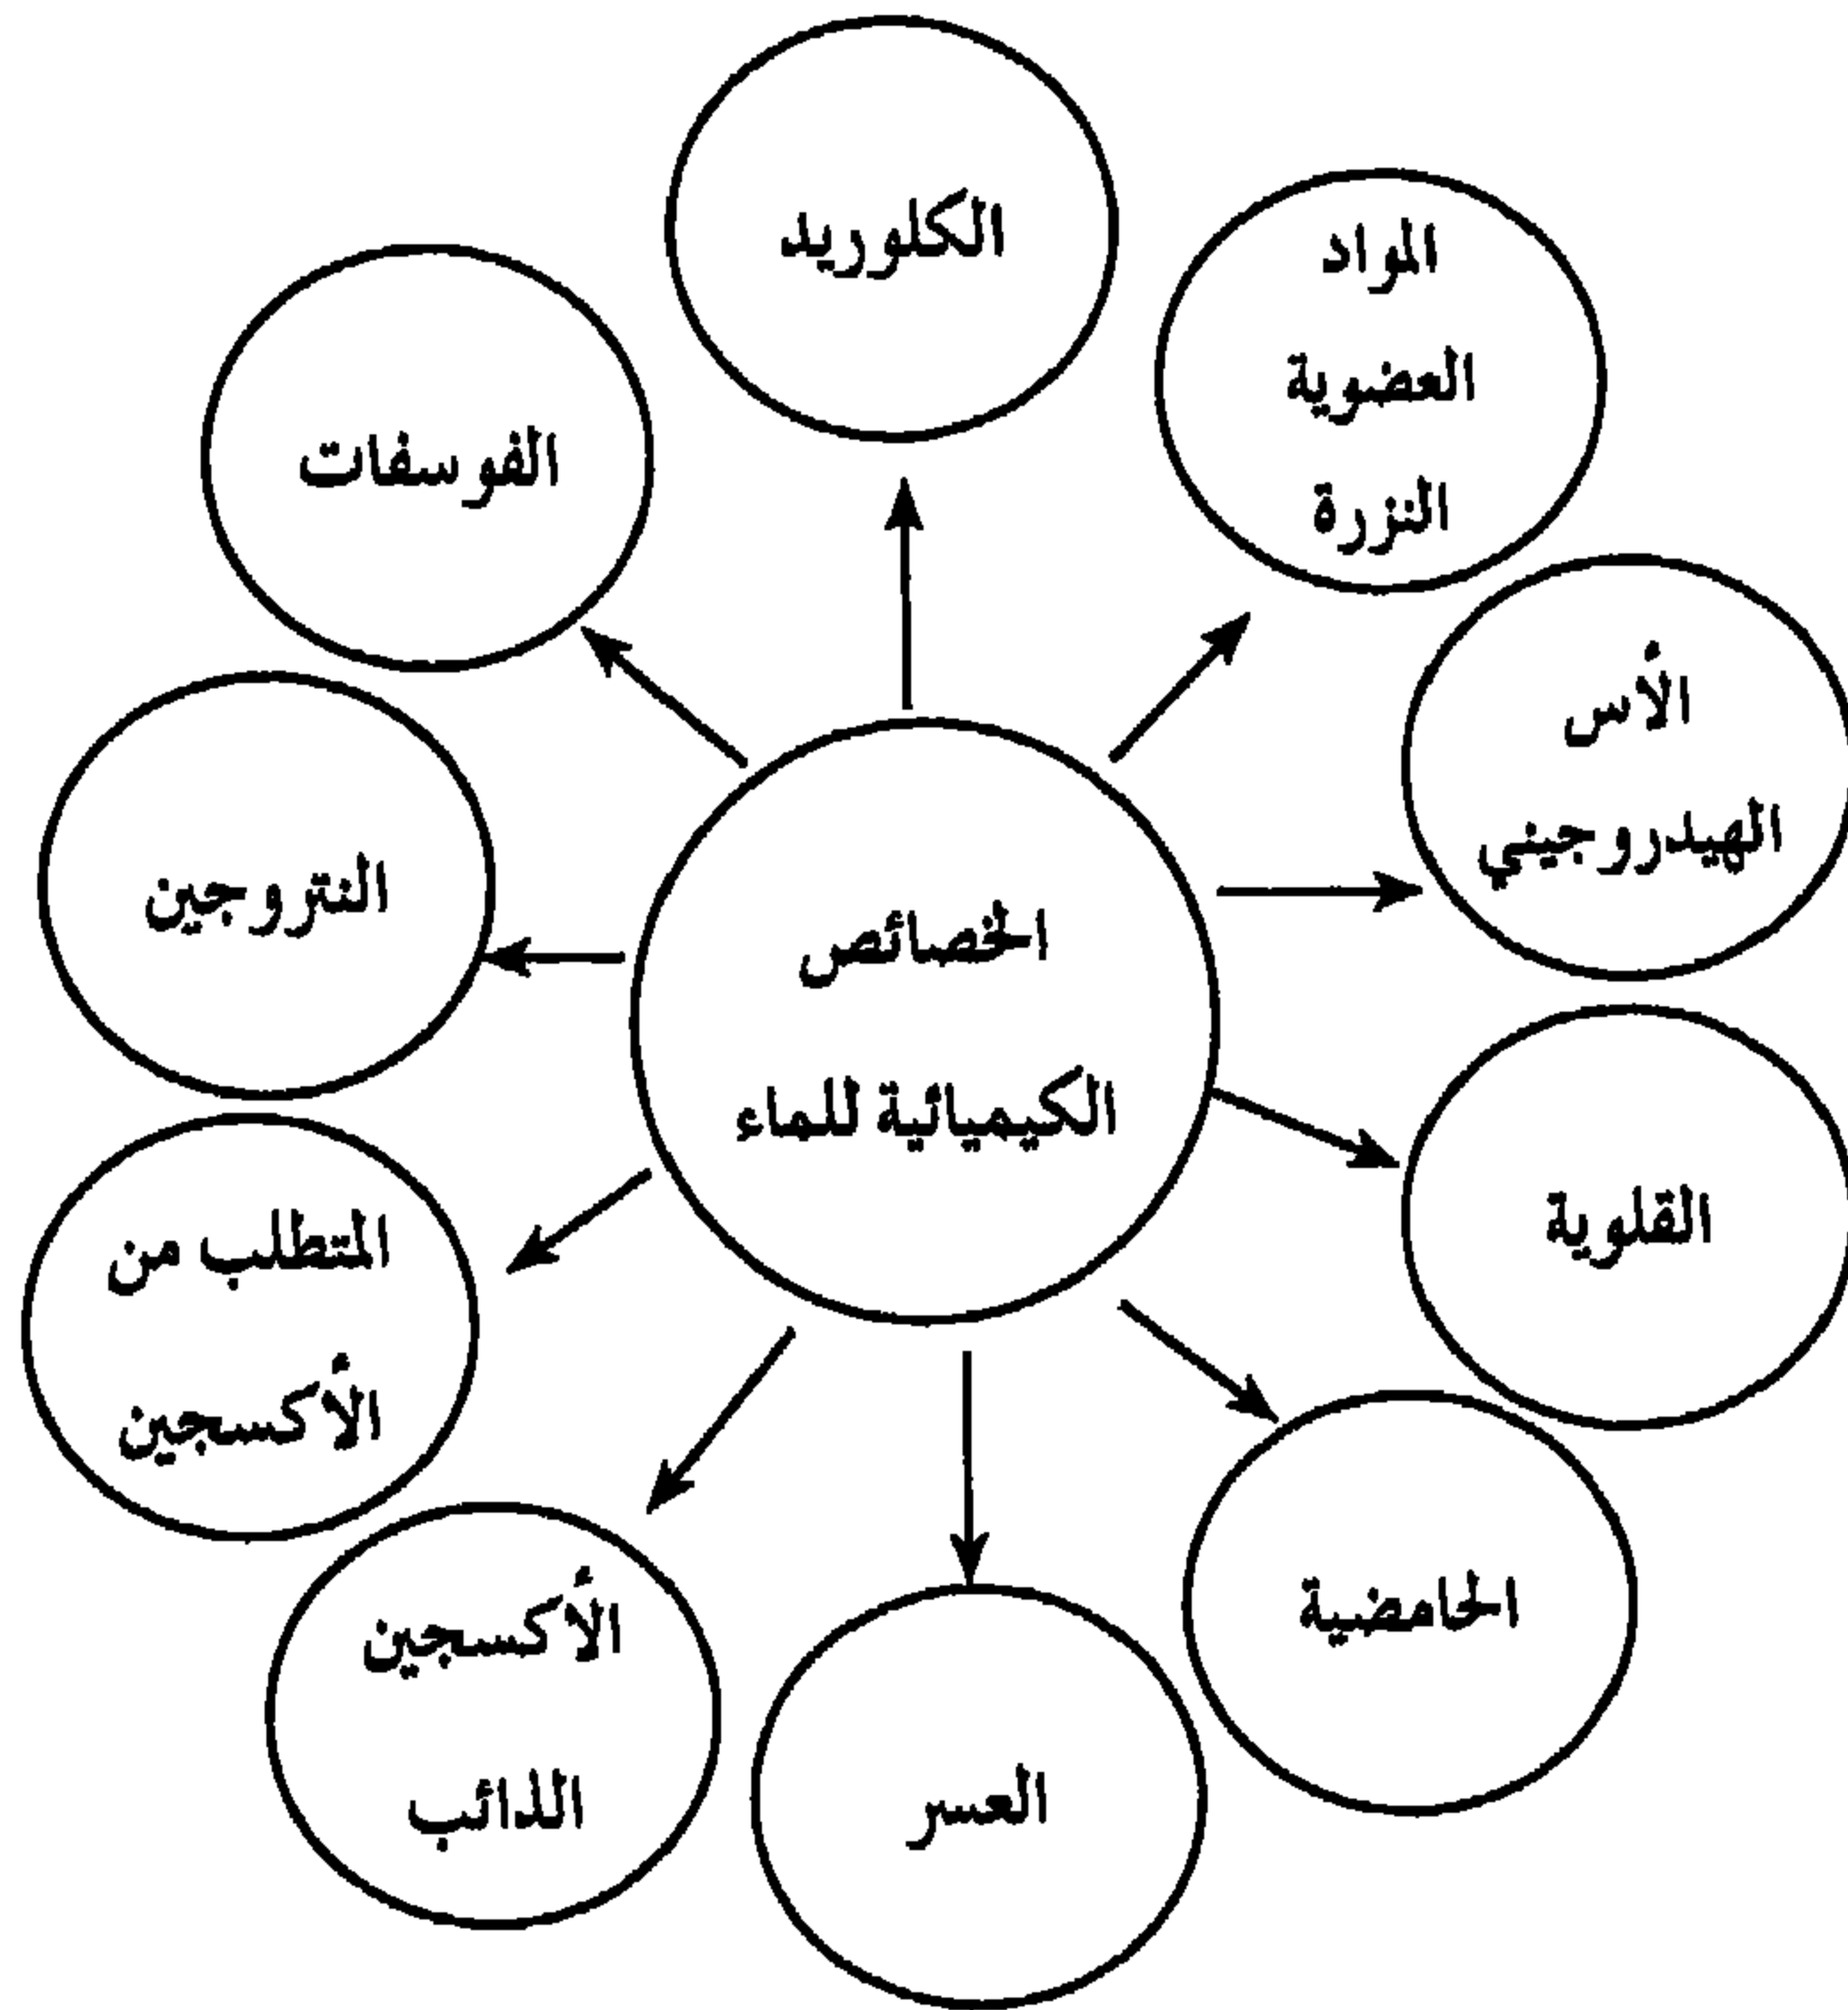 الكلوريد
المواد
العضوية
النزرة
الأس
الهيدروجيني
القلوية
الحامضية
العسر
الأكسجين
الذائب
المتطلب من
الأكسجين
النتروجين
الفوسفات
الخصائص
الكيميائية للماء